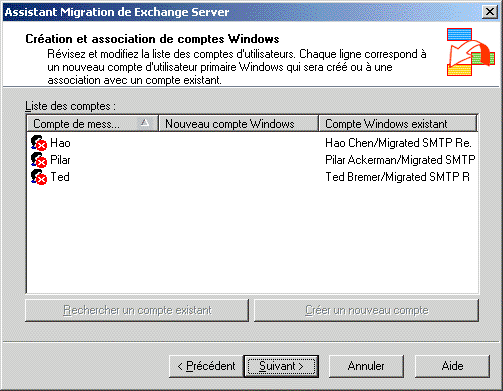 Assistant Migration de Exchange Server
Création et association de comptes Windows
Révisez et modifiez la liste des comptes d'utilisateurs. Chaque ligne correspond à
un nouveau compte d'utilisateur primaire Windows qui sera créé ou à une
association avec un compte existant.
Liste des comptes :
Compte de mess... Nouveau compte Windows Compte Windows existant
Hao Hao Chen/Migrated SMTP Re.
Pilar Pilar Ackerman/Migrated SMTP
Ted Ted Bremer/Migrated SMTP R
Rechercher un compte existant Créer un nouveau compte
< Précédent Suivant > Annuler Aide